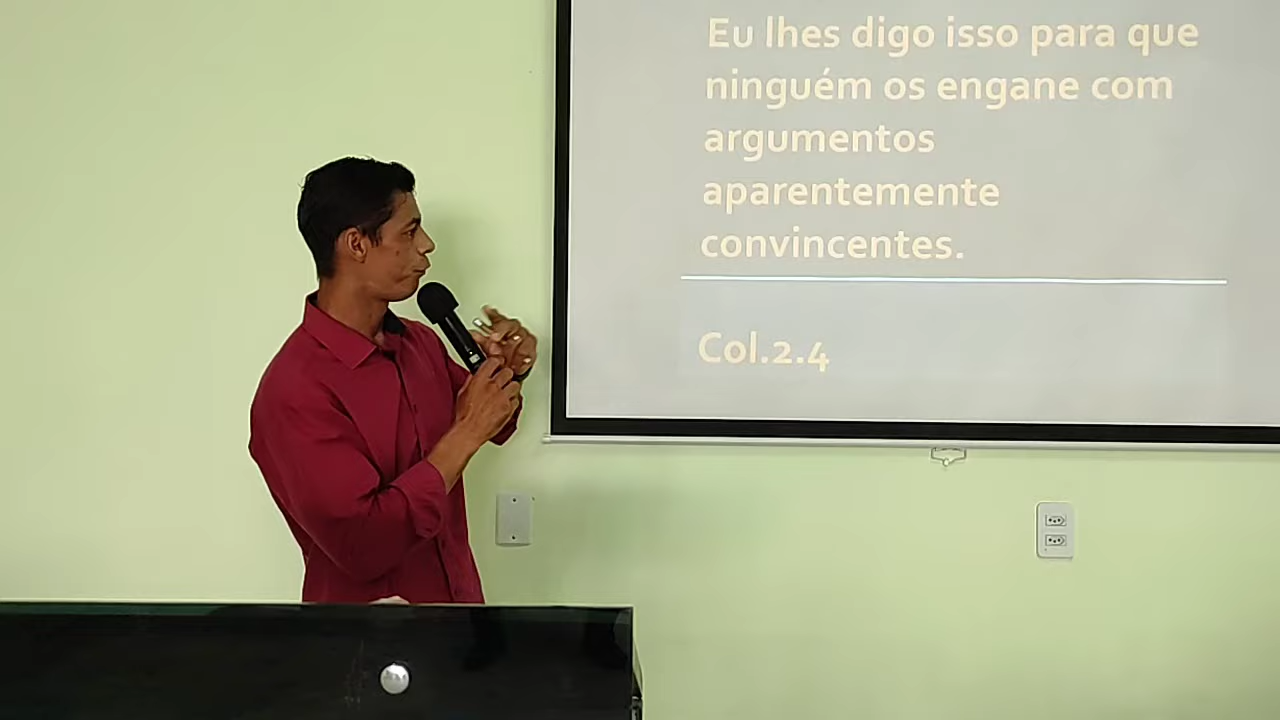 Eu lhes digo isso para que
ninguém os engane com
argumentos
aparentemente
convincentes.
Col.2.4